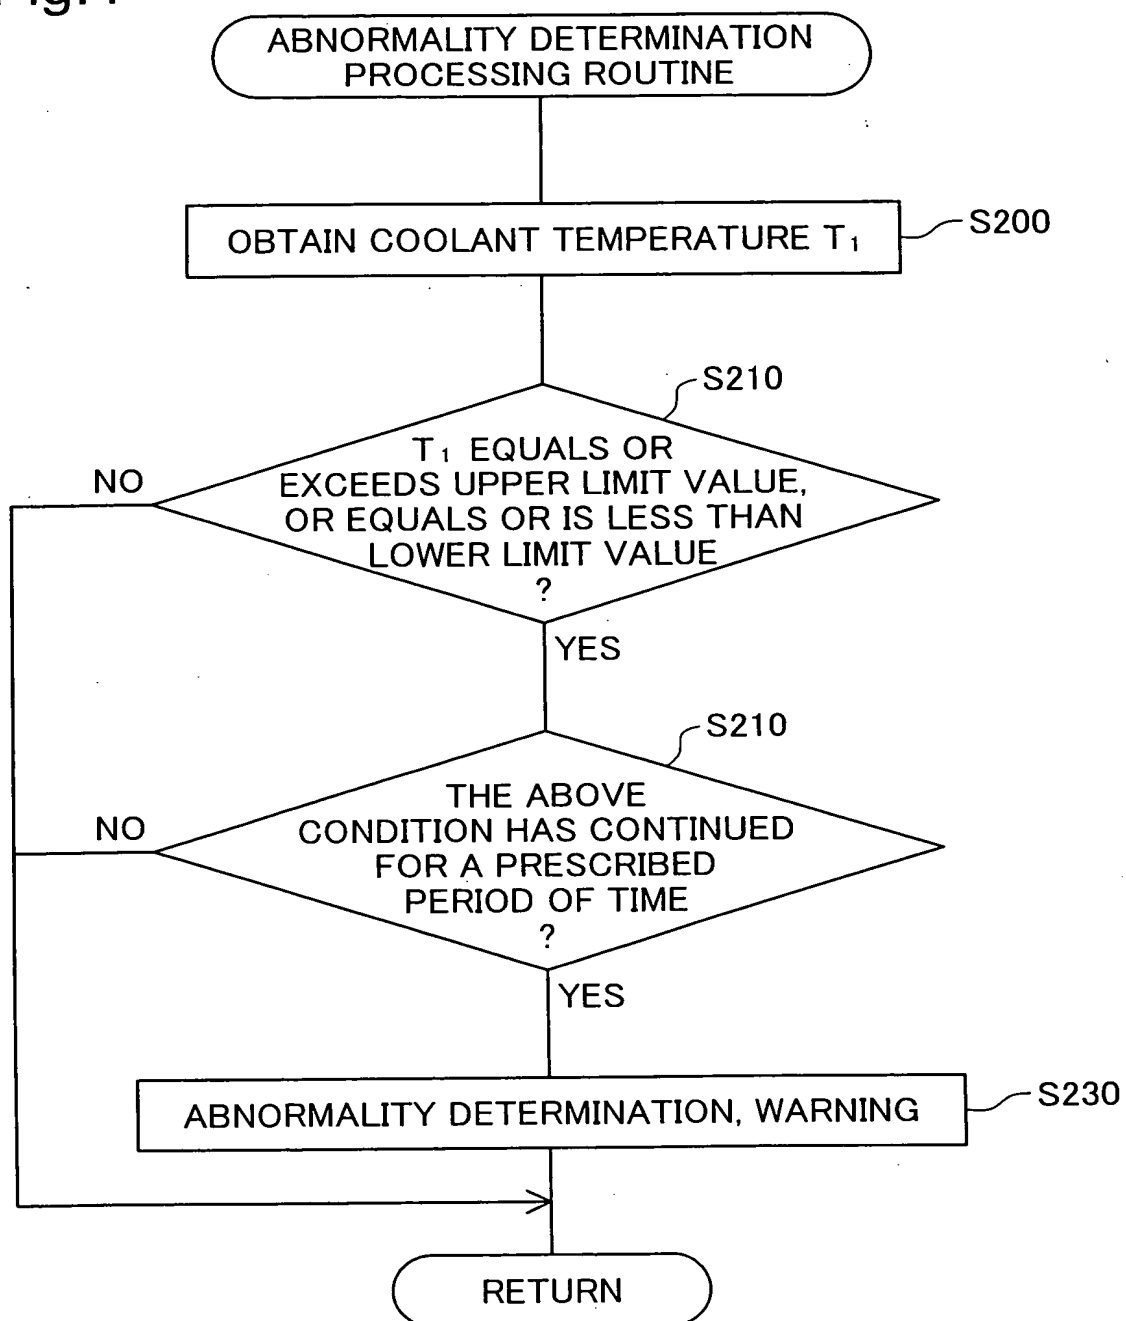 ABNORMALITY DETERMINATION
PROCESSING ROUTINE
OBTAIN COOLANT TEMPERATURE T₁
S200
S210
T₁ EQUALS OR
EXCEEDS UPPER LIMIT VALUE,
OR EQUALS OR IS LESS THAN
LOWER LIMIT VALUE
?
NO
YES
S210
THE ABOVE
CONDITION HAS CONTINUED
FOR A PRESCRIBED
PERIOD OF TIME
?
NO
YES
ABNORMALITY DETERMINATION, WARNING
S230
RETURN